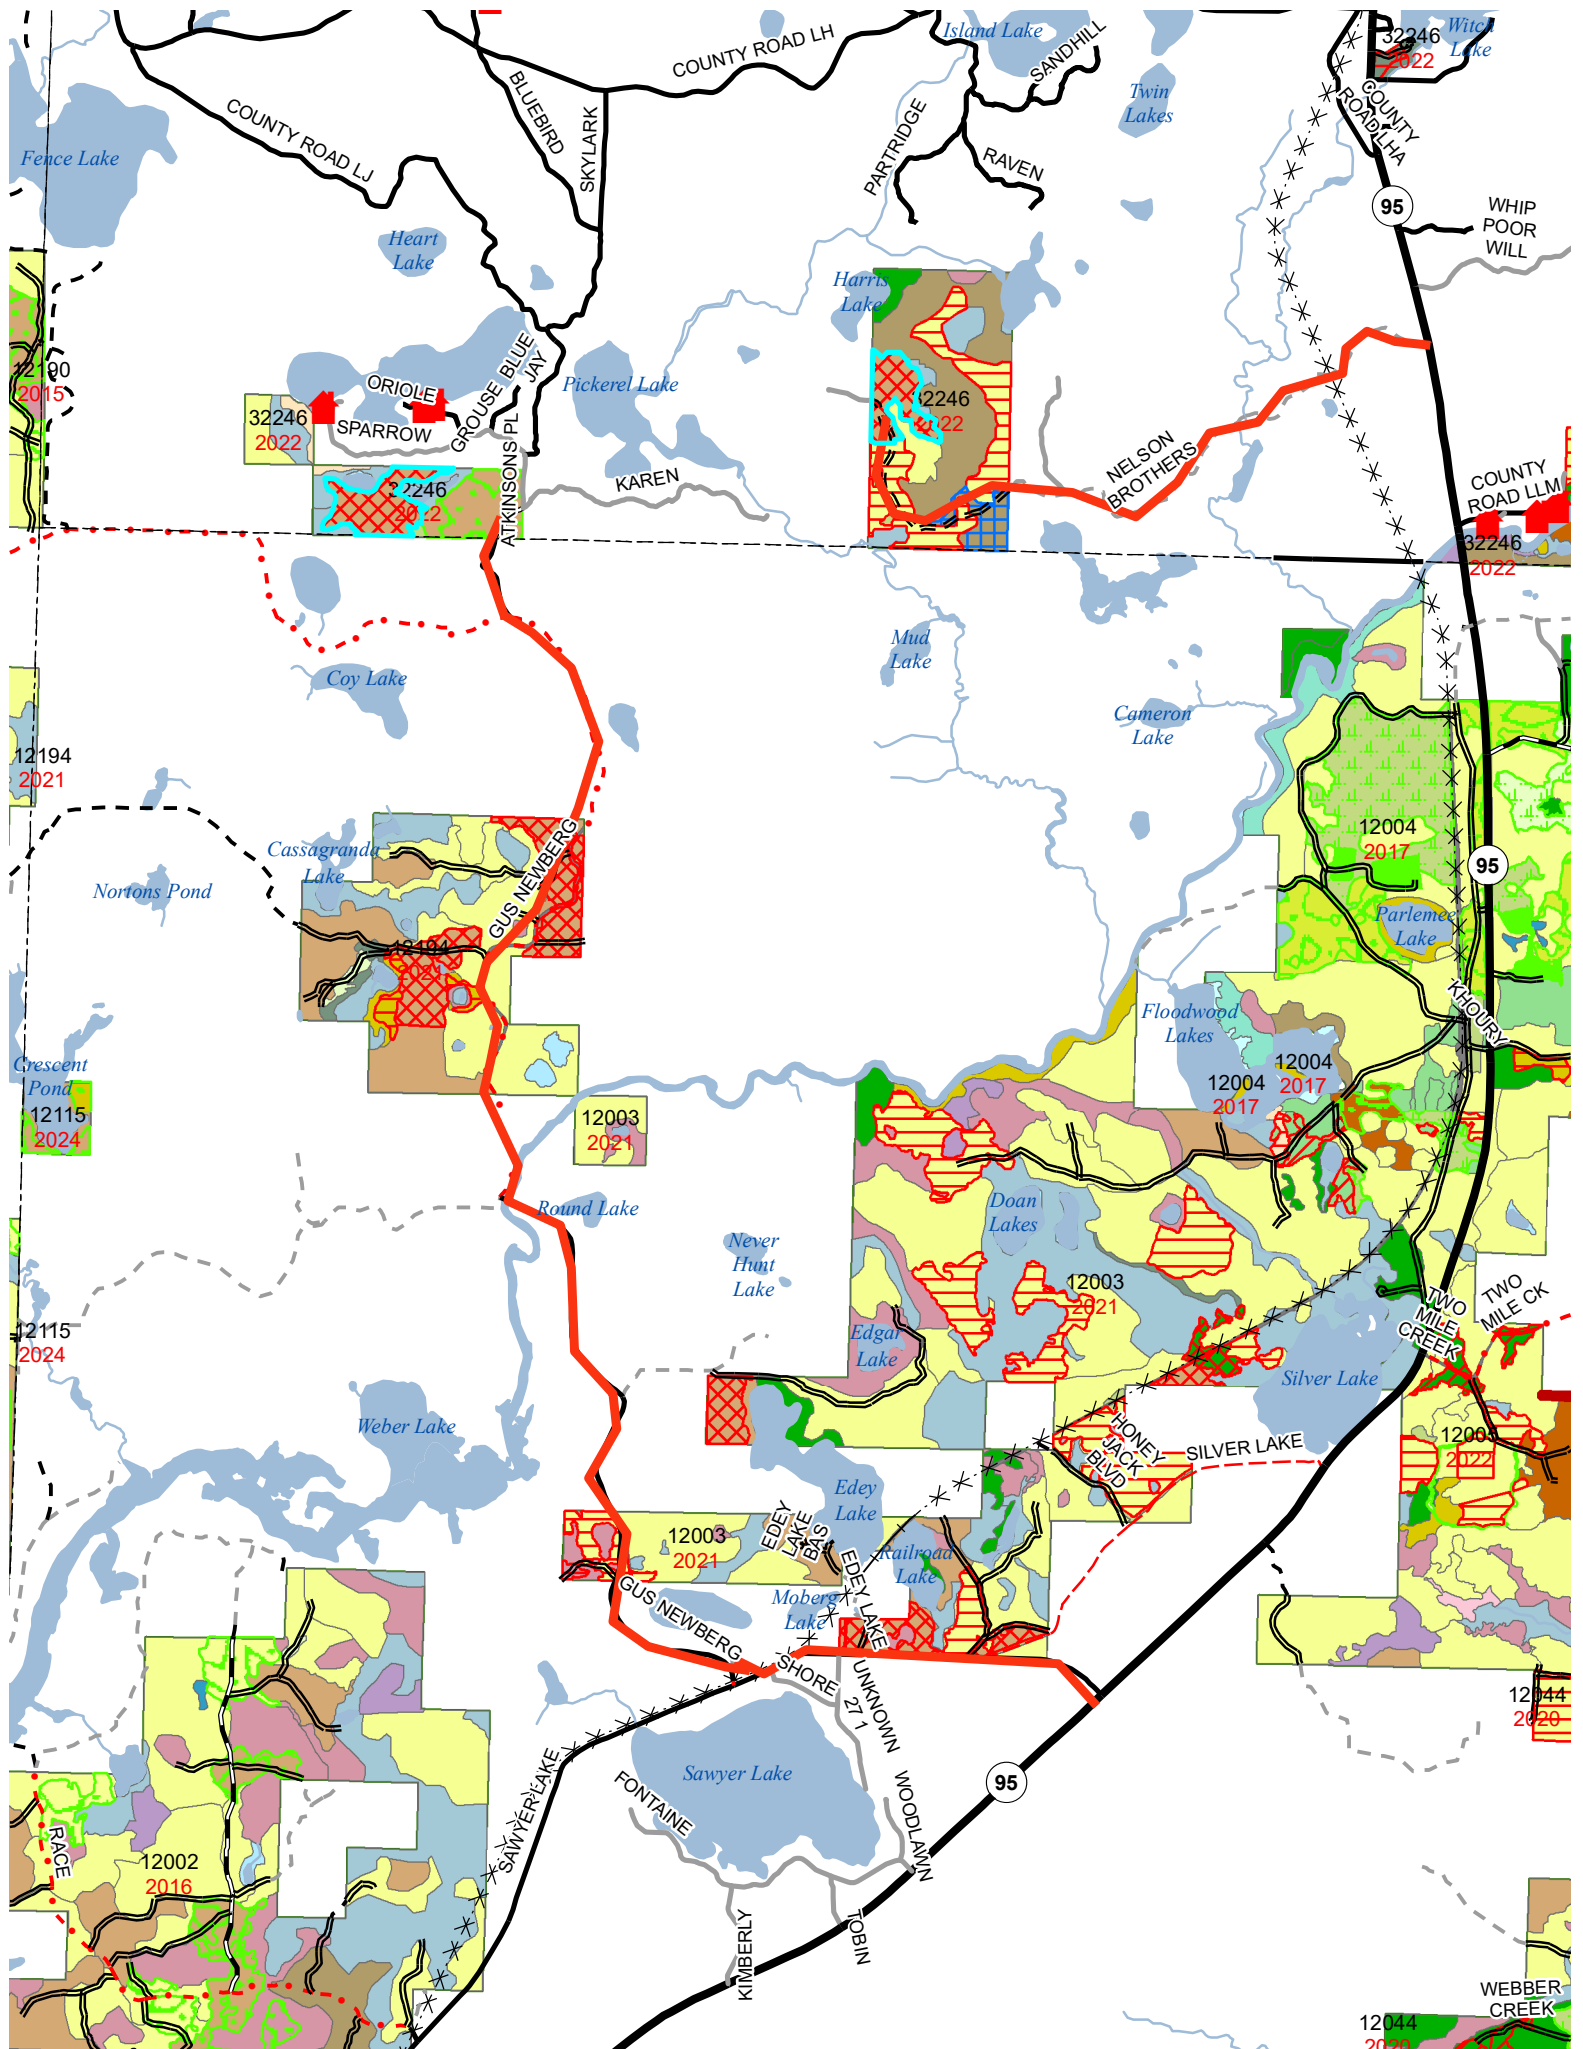 Island Lake
Witch
Lake
32246
2022
COUNTY ROAD LH
SANDHILL
BLUEBIRD
SKYLARK
Twin
Lakes
COUNTY
ROAD LHA
COUNTY ROAD LJ
PARTRIDGE
RAVEN
Fence Lake
95
WHIP
POOR
WILL
Heart
Lake
Harris
Lake
12190
2015
ORIOLE
GROUSE
BLUE
JAY
Pickerel Lake
32246
2022
32246
2022
SPARROW
ATKINSONS PL
KAREN
NELSON
BROTHERS
32246
2022
COUNTY
ROAD LLM
32246
2022
Mud
Lake
Coy Lake
Cameron
Lake
12194
2021
12004
2017
95
GUS NEWBERG
Cassagranda
Lake
Nortons Pond
Parlemee
Lake
12194
2021
KHOURY
Floodwood
Lakes
Crescent
Pond
12115
2024
12004
2017
12004
2017
12003
2021
Round Lake
Doan
Lakes
Never
Hunt
Lake
12003
2021
TWO
MILE
CREEK
TWO
MILE CK
12115
2024
Edgar
Lake
Silver Lake
Weber Lake
HONEY
JACK
BLVD
SILVER LAKE
12005
2022
Edey
Lake
EDEY
LAKE
BAS
12003
2021
EDEY LAKE
Railroad
Lake
GUS NEWBERG
Moberg
Lake
SHORE
UNKNOWN
27 1
12044
2020
Sawyer Lake
95
SAWYER LAKE
FONTAINE
WOODLAWN
RACE
12002
2016
KIMBERLY
TOBIN
WEBBER
CREEK
12044
2020